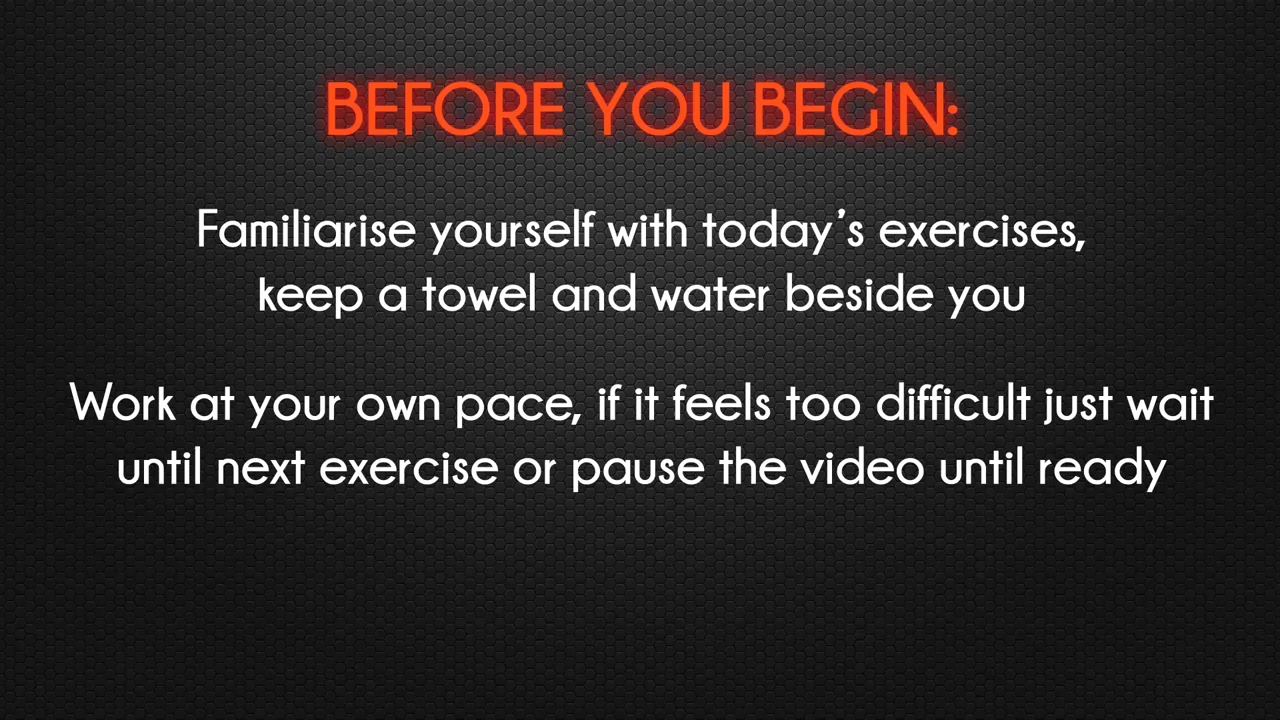 BEFORE YOU BEGIN:
Familiarise yourself with today's exercises,
keep a towel and water beside you
Work at your own pace, if it feels too difficult just wait
until next exercise or pause the video until ready